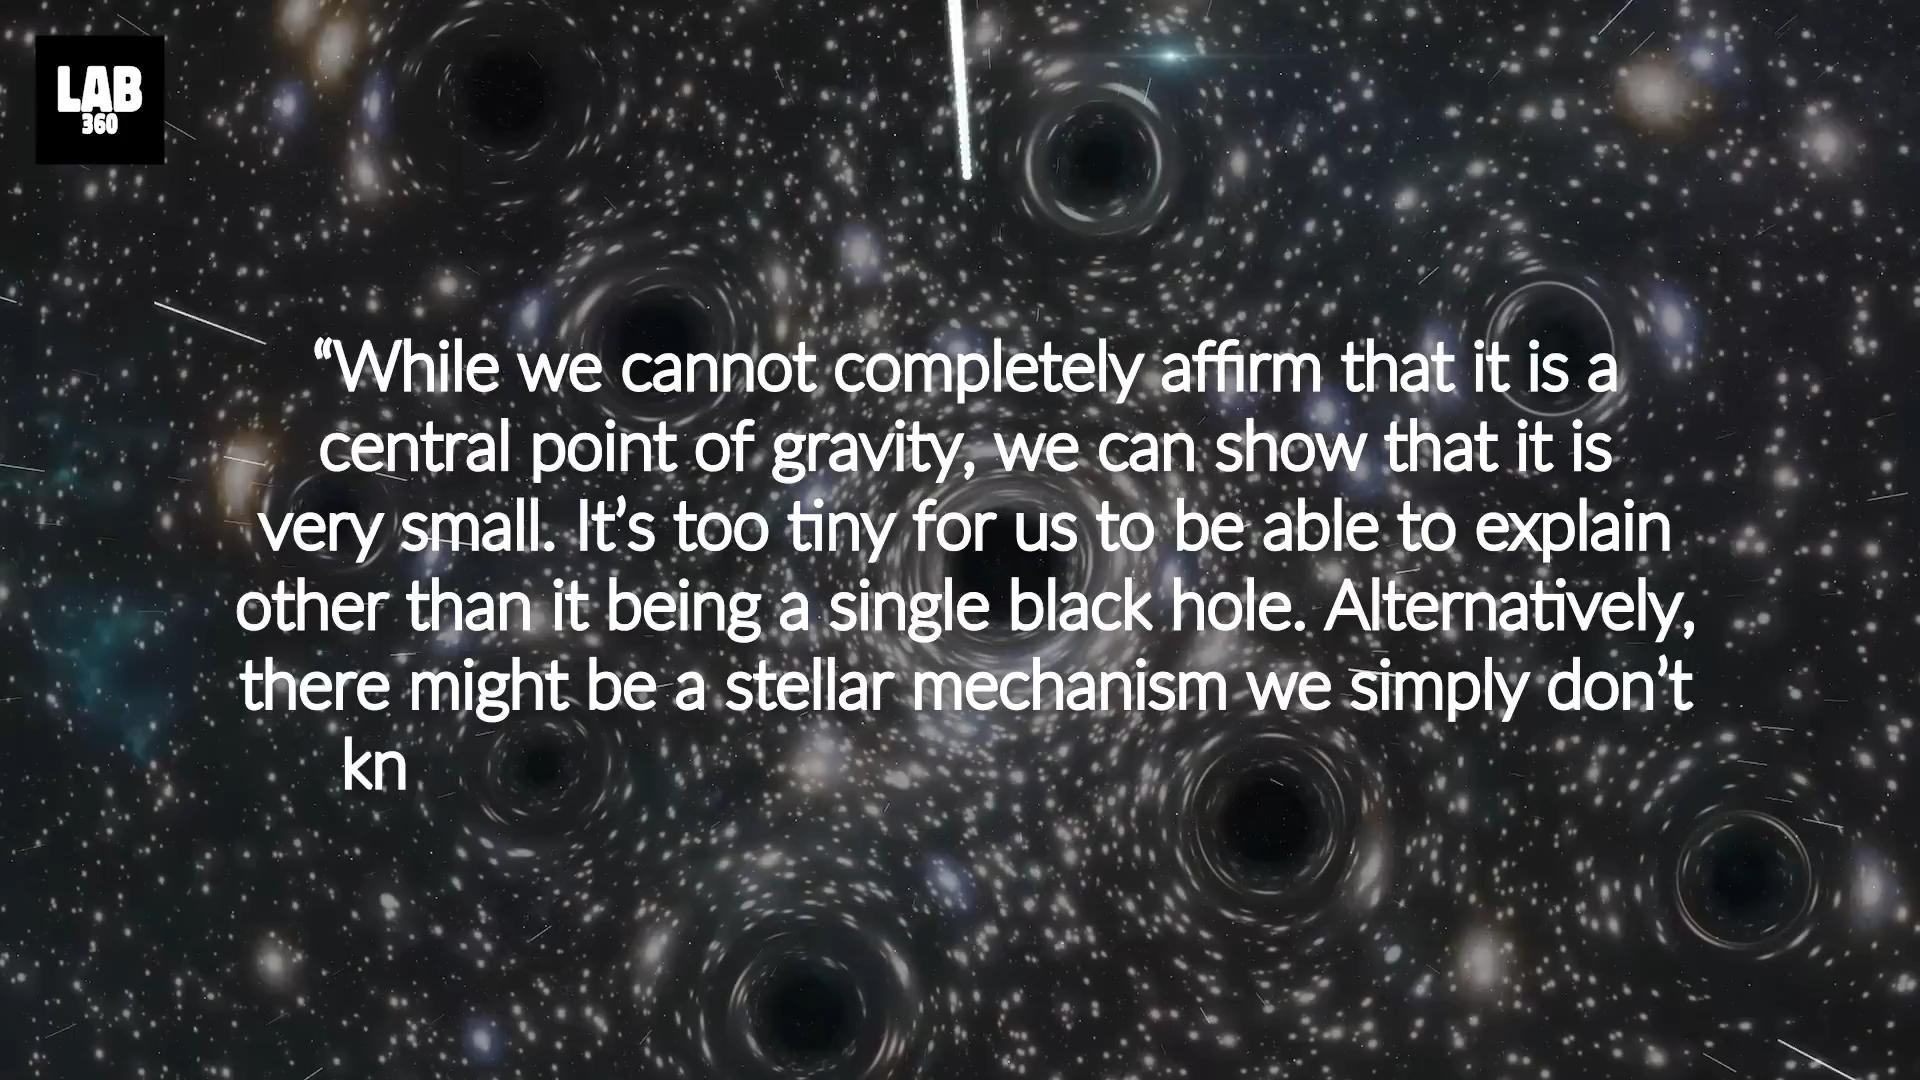 LAB
360
“While we cannot completely affirm that it is a
central point of gravity, we can show that it is
very small. It’s too tiny for us to be able to explain
other than it being a single black hole. Alternatively,
there might be a stellar mechanism we simply don’t
kn